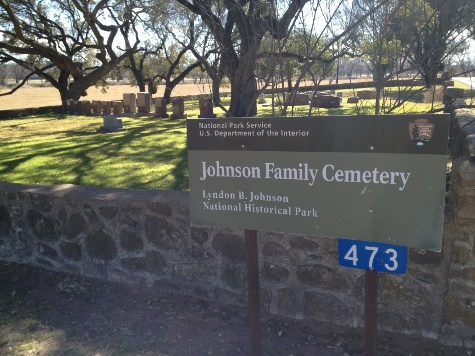 National Park Service
U.S. Department of the Interior
Johnson Family Cemetery
Lyndon B. Johnson
National Historical Park
473